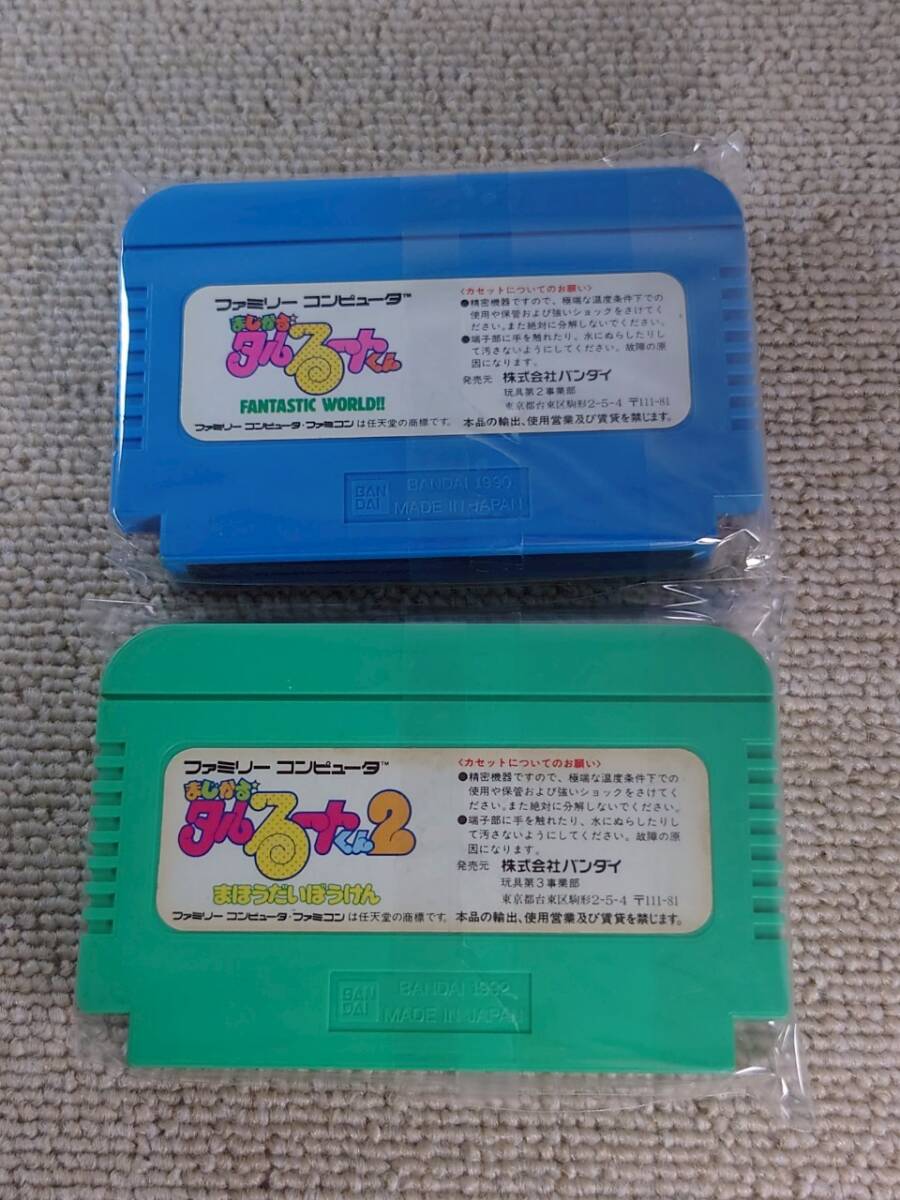 ファミリー コンピュータ™
まじかる
タルるートくん
FANTASTIC WORLD!!
ファミリー コンピュータ・ファミコン は任天堂の商標です。
〈カセットについてのお願い〉
●精密機器ですので、極端な温度条件下での
使用や保管および強いショックをさけてく
ださい。また絶対に分解しないでください。
●端子部に手を触れたり、水にぬらしたりし
て汚さないようにしてください。故障の原
因になります。
発売元 株式会社バンダイ
玩具第2事業部
東京都台東区駒形2-5-4 〒111-81
本品の輸出、使用営業及び賃貸を禁じます。
BAN
DAI
BANDAI 1990
MADE IN JAPAN
ファミリー コンピュータ™
まじかる
タルるートくん2
まほうだいぼうけん
ファミリー コンピュータ・ファミコン は任天堂の商標です。
〈カセットについてのお願い〉
●精密機器ですので、極端な温度条件下での
使用や保管および強いショックをさけてく
ださい。また絶対に分解しないでください。
●端子部に手を触れたり、水にぬらしたりし
て汚さないようにしてください。故障の原
因になります。
発売元 株式会社バンダイ
玩具第3事業部
東京都台東区駒形2-5-4 〒111-81
本品の輸出、使用営業及び賃貸を禁じます。
BAN
DAI
BANDAI 1992
MADE IN JAPAN